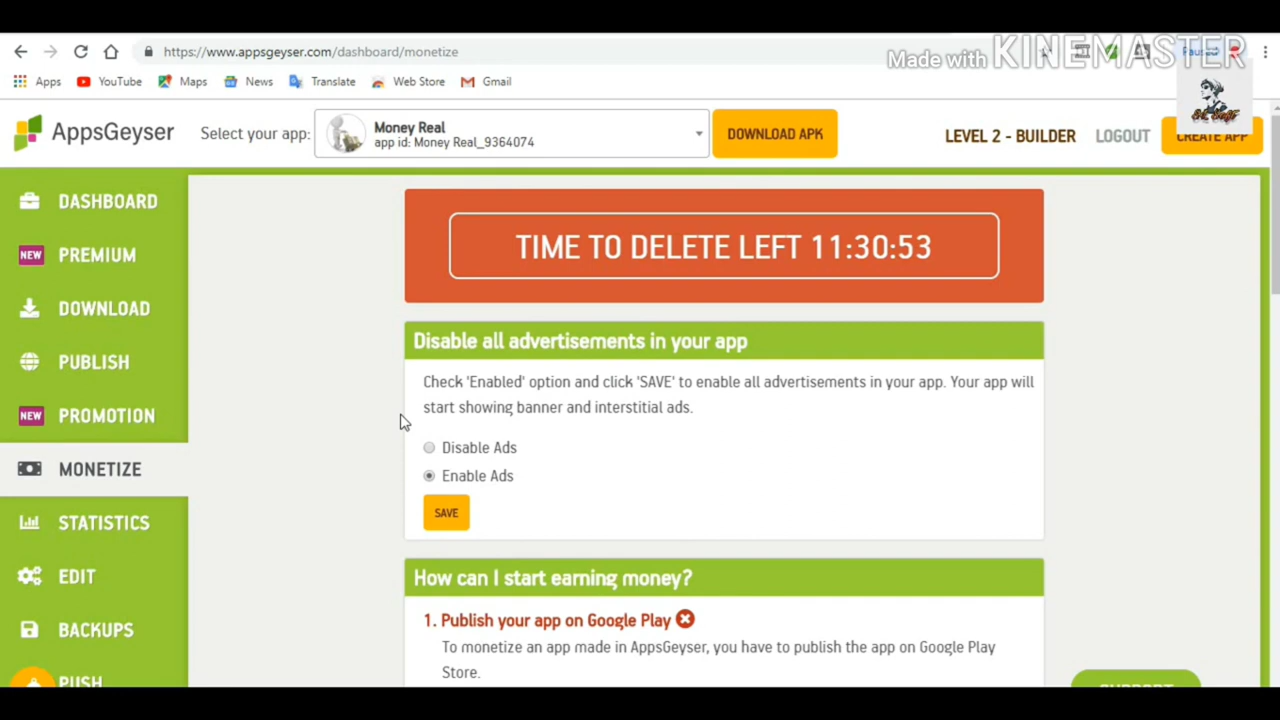 https://www.appsgeyser.com/dashboard/monetize
Made with KINEMASTER
Paused
Apps
YouTube
Maps
News
Translate
Web Store
Gmail
AppsGeyser
Select your app:
Money Real
app id: Money Real_9364074
DOWNLOAD APK
LEVEL 2 - BUILDER
LOGOUT
CREATE APP
DASHBOARD
NEW PREMIUM
DOWNLOAD
PUBLISH
NEW PROMOTION
MONETIZE
STATISTICS
EDIT
BACKUPS
PUSH
TIME TO DELETE LEFT 11:30:53
Disable all advertisements in your app
Check 'Enabled' option and click 'SAVE' to enable all advertisements in your app. Your app will
start showing banner and interstitial ads.
Disable Ads
Enable Ads
SAVE
How can I start earning money?
1. Publish your app on Google Play
To monetize an app made in AppsGeyser, you have to publish the app on Google Play
Store.
SUPPORT